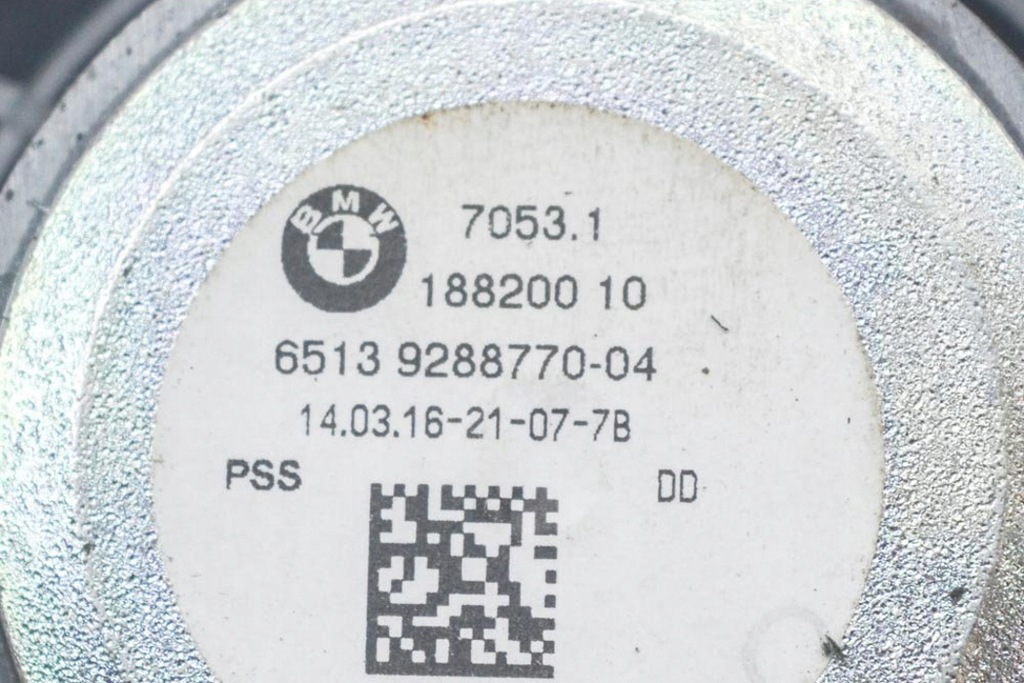 BMW
7053.1
188200 10
6513 9288770-04
14.03.16-21-07-7B
PSS DD